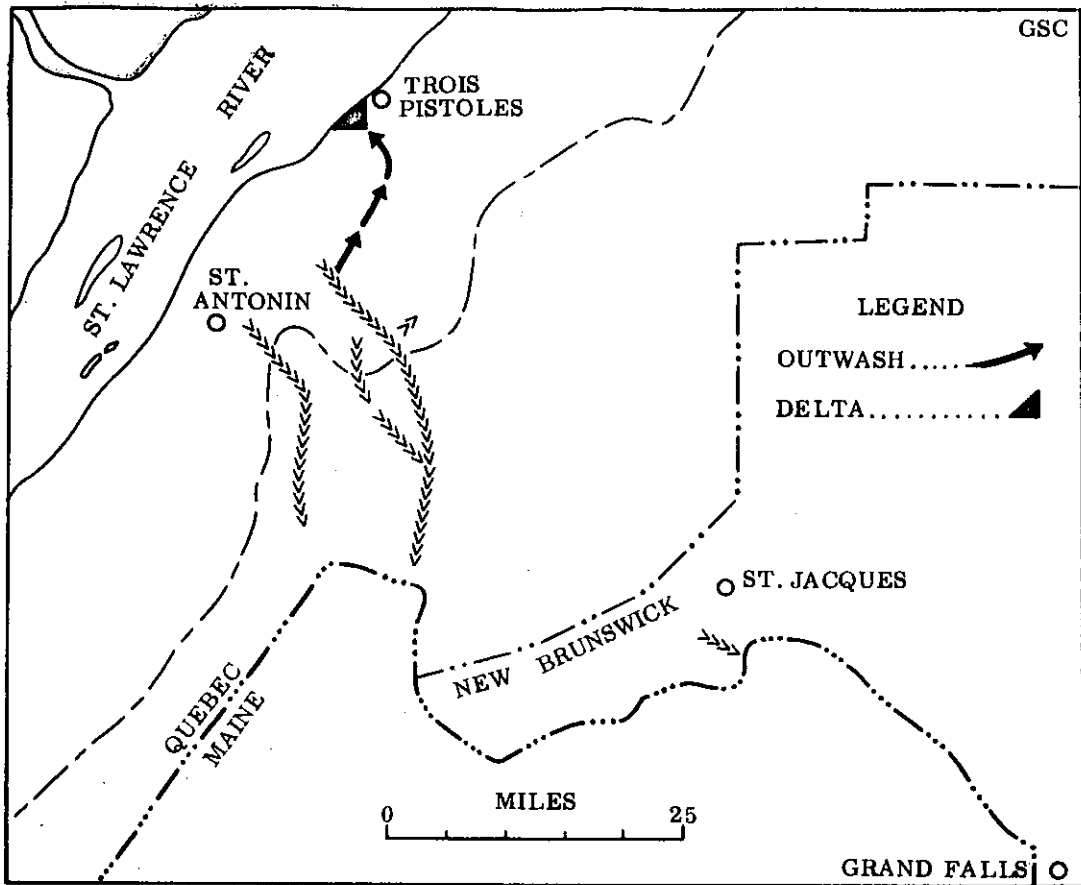 GSC
TROIS
PISTOLES
RIVER
ST. LAWRENCE
ST.
ANTONIN
LEGEND
OUTWASH.....
DELTA............
ST. JACQUES
NEW BRUNSWICK
QUEBEC
MAINE
MILES
0 25
GRAND FALLS